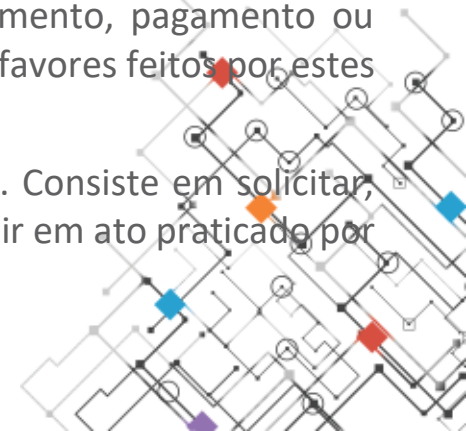 mento, pagamento ou
favores feitos por estes
. Consiste em solicitar,
ir em ato praticado por